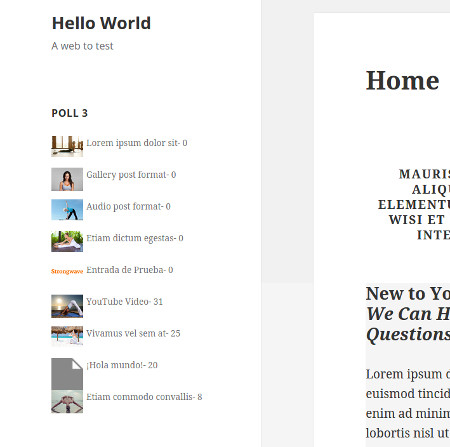 Hello World
A web to test
POLL 3
Lorem ipsum dolor sit- 0
Gallery post format- 0
Audio post format- 0
Etiam dictum egestas- 0
Strongwave
Entrada de Prueba- 0
YouTube Video- 31
Vivamus vel sem at- 25
¡Hola mundo!- 20
Etiam commodo convallis- 8
Home
MAURIS
ALIQU
ELEMENTU
WISI ET
INTE
New to Yo
We Can H
Questions
Lorem ipsum d
euismod tincid
enim ad minim
lobortis nisl ut